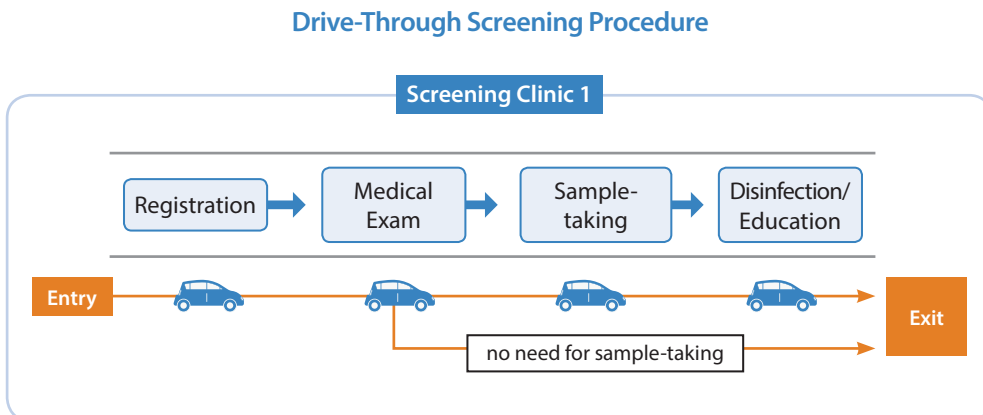 Drive-Through Screening Procedure
Screening Clinic 1
Registration
Medical
Exam
Sample-
taking
Disinfection/
Education
Entry
Exit
no need for sample-taking